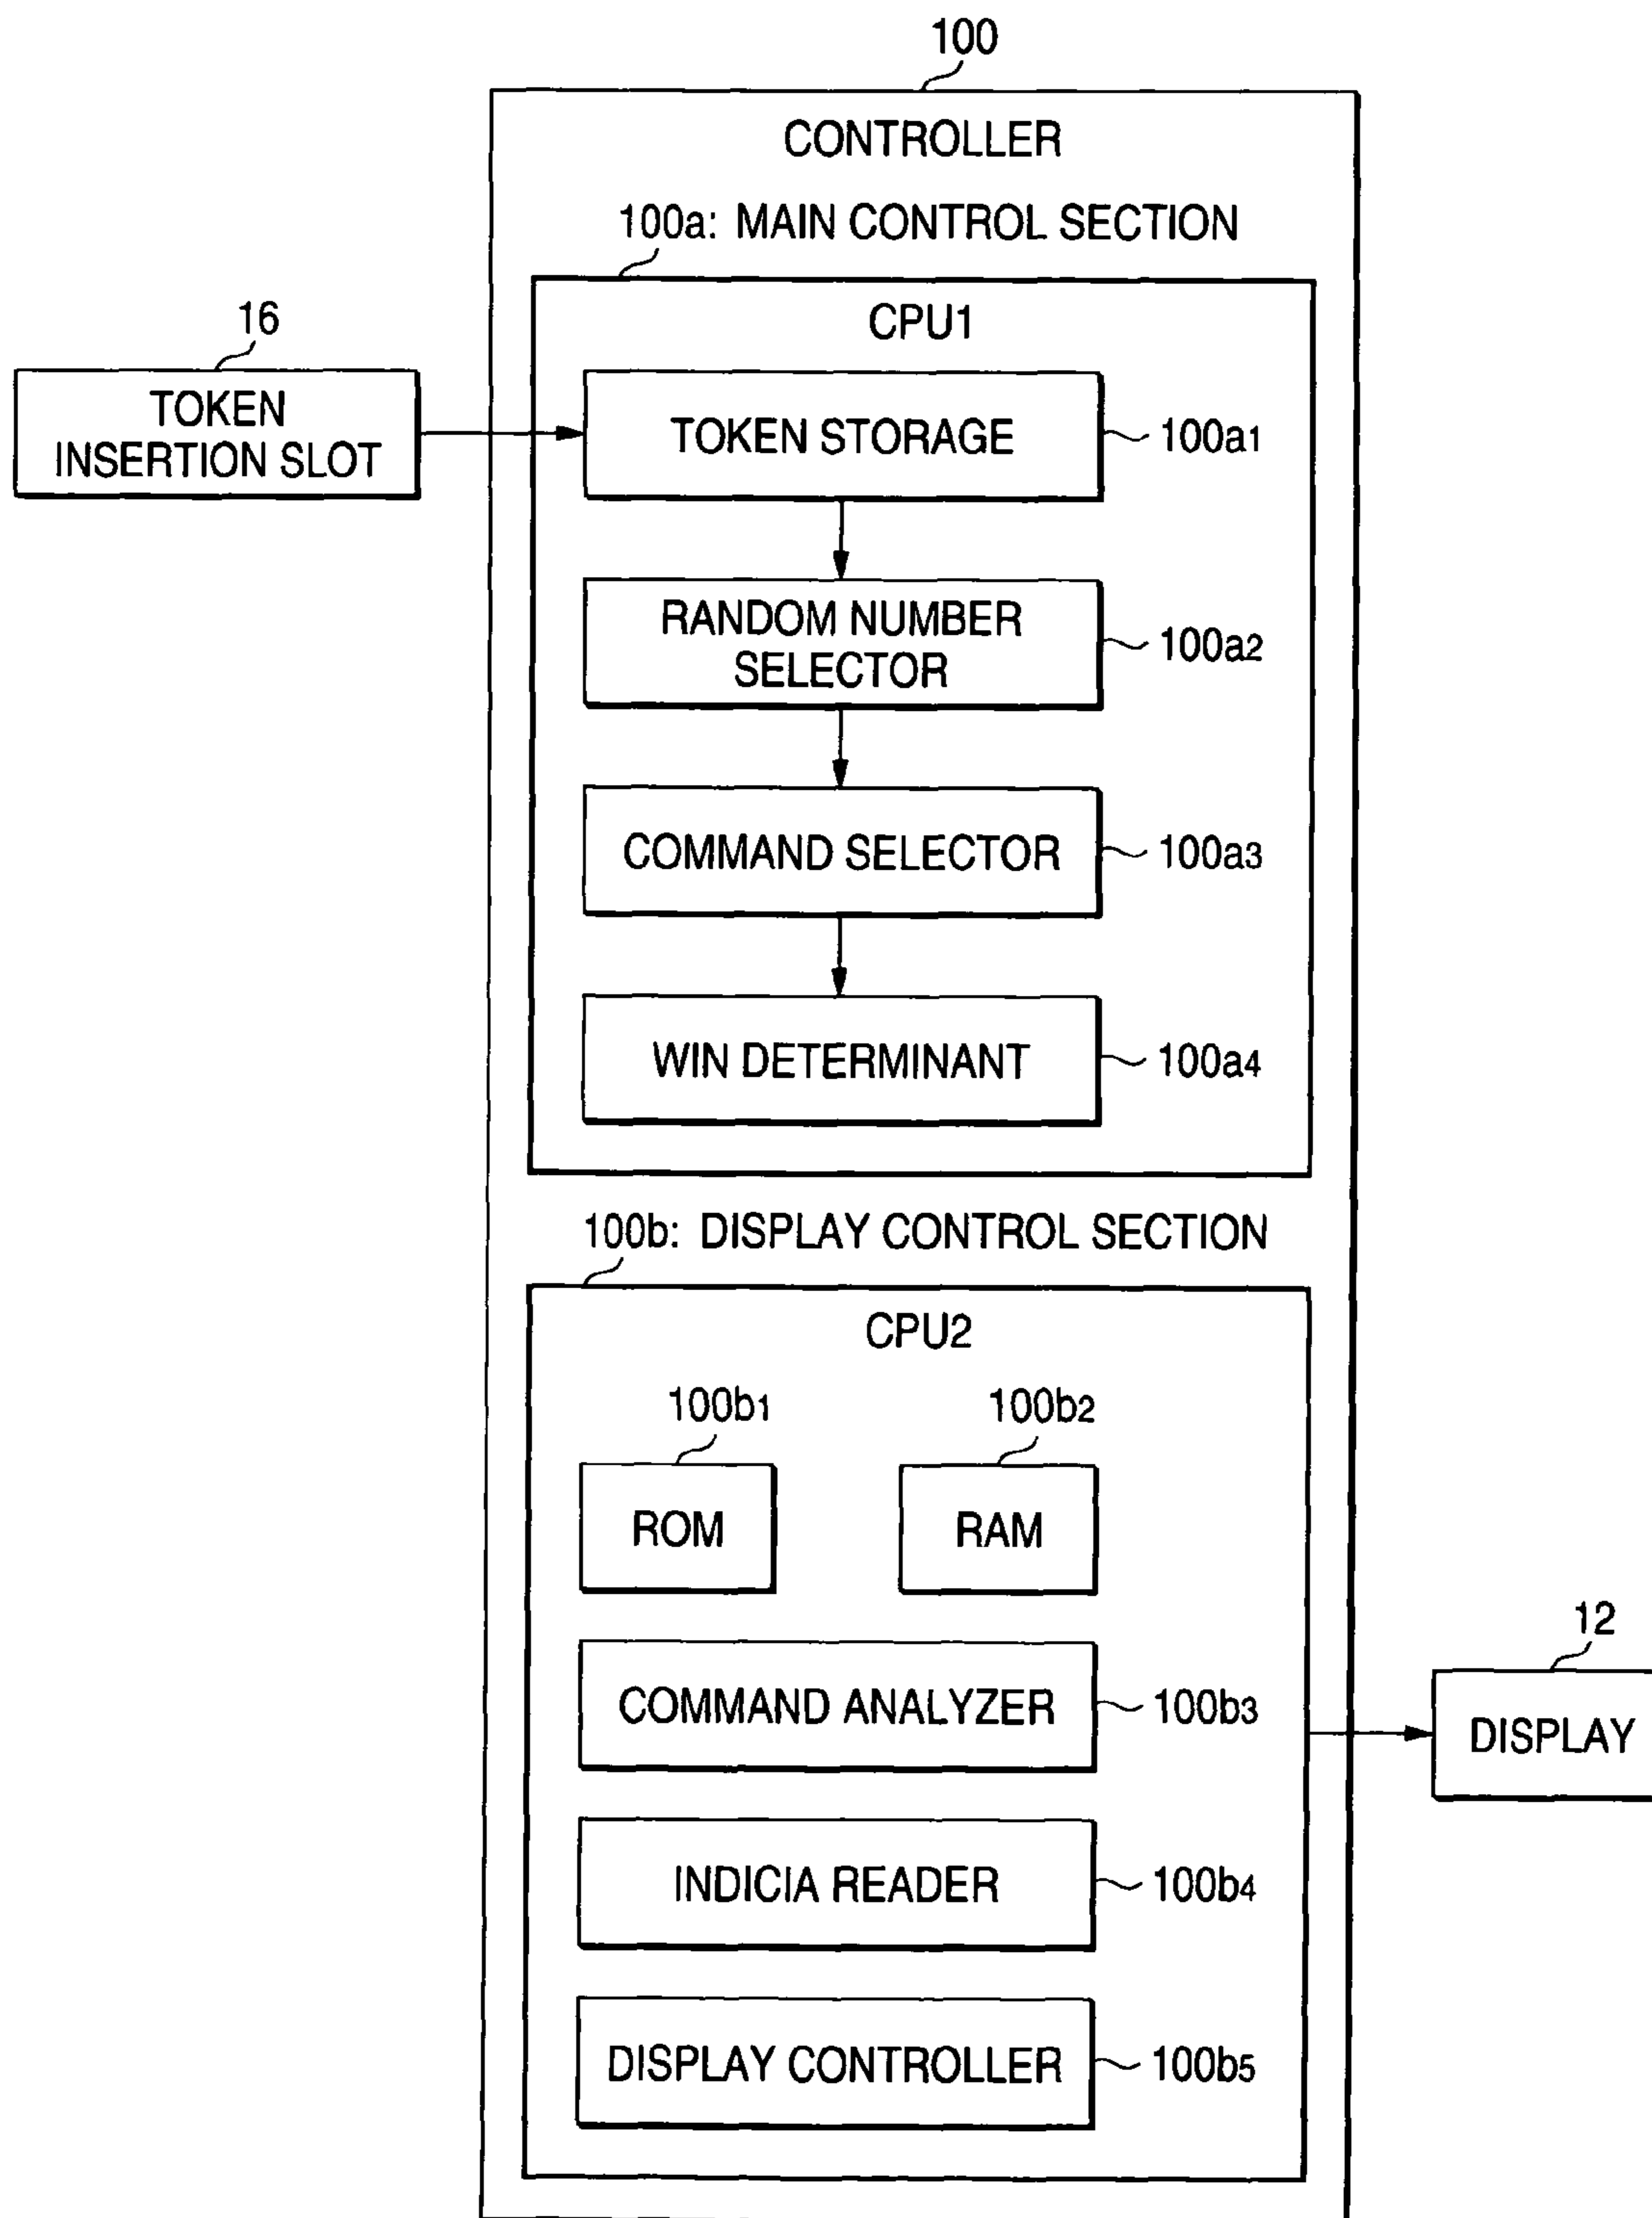 100
CONTROLLER
100a: MAIN CONTROL SECTION
CPU1
16
TOKEN
INSERTION SLOT
TOKEN STORAGE
100a1
RANDOM NUMBER
SELECTOR
100a2
COMMAND SELECTOR
100a3
WIN DETERMINANT
100a4
100b: DISPLAY CONTROL SECTION
CPU2
100b1
100b2
ROM
RAM
COMMAND ANALYZER
100b3
12
DISPLAY
INDICIA READER
100b4
DISPLAY CONTROLLER
100b5